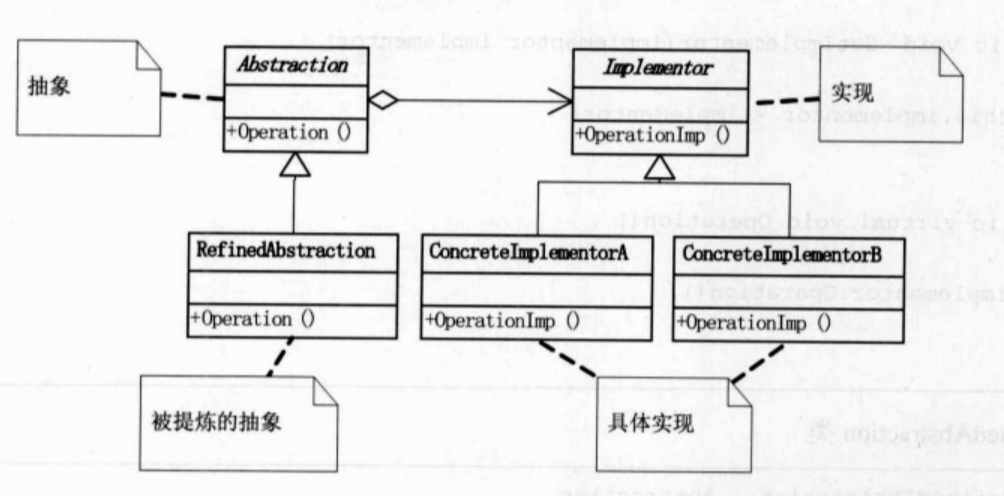 抽象
Abstraction
+Operation ()
Implementor
+OperationImp ()
实现
RefinedAbstraction
+Operation ()
ConcreteImplementorA
+OperationImp ()
ConcreteImplementorB
+OperationImp ()
被提炼的抽象
具体实现